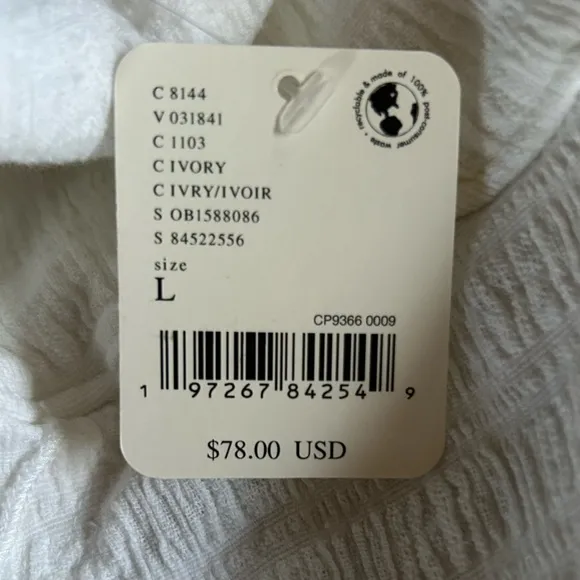 C 8144
V 031841
C 1103
C IVORY
C IVRY/IVOIR
S OB1588086
S 84522556
size
L
recyclable & made of 100% post-consumer waste •
CP9366 0009
1 97267 84254 9
$78.00 USD